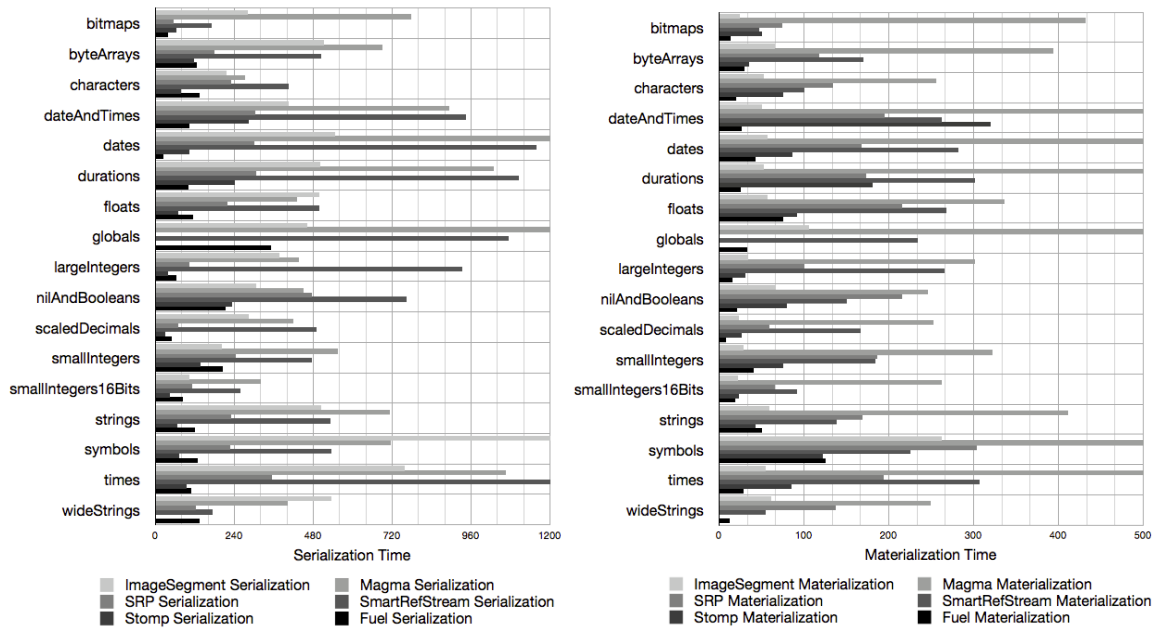 bitmaps
byteArrays
characters
dateAndTimes
dates
durations
floats
globals
largeIntegers
nilAndBooleans
scaledDecimals
smallIntegers
smallIntegers16Bits
strings
symbols
times
wideStrings
0 240 480 720 960 1200
Serialization Time
ImageSegment Serialization Magma Serialization
SRP Serialization SmartRefStream Serialization
Stomp Serialization Fuel Serialization
bitmaps
byteArrays
characters
dateAndTimes
dates
durations
floats
globals
largeIntegers
nilAndBooleans
scaledDecimals
smallIntegers
smallIntegers16Bits
strings
symbols
times
wideStrings
0 100 200 300 400 500
Materialization Time
ImageSegment Materialization Magma Materialization
SRP Materialization SmartRefStream Materialization
Stomp Materialization Fuel Materialization